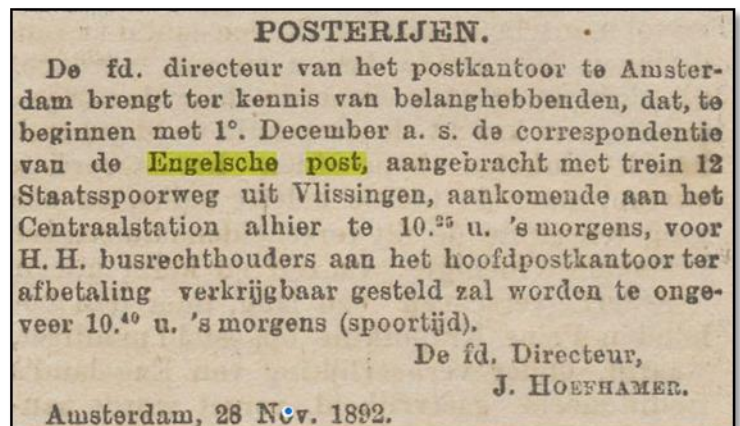 POSTERIJEN.
De fd. directeur van het postkantoor te Amster-
dam brengt ter kennis van belanghebbenden, dat, te
beginnen met 1°. December a. s. de correspondentie
van de Engelsche post, aangebracht met trein 12
Staatsspoorweg uit Vlissingen, aankomende aan het
Centraalstation alhier te 10.²⁵ u. 's morgens, voor
H. H. busrechthouders aan het hoofdpostkantoor ter
afbetaling verkrijgbaar gesteld zal worden te onge-
veer 10.⁴⁰ u. 's morgens (spoortijd).
De fd. Directeur,
J. HOEFHAMER.
Amsterdam, 28 Nov. 1892.